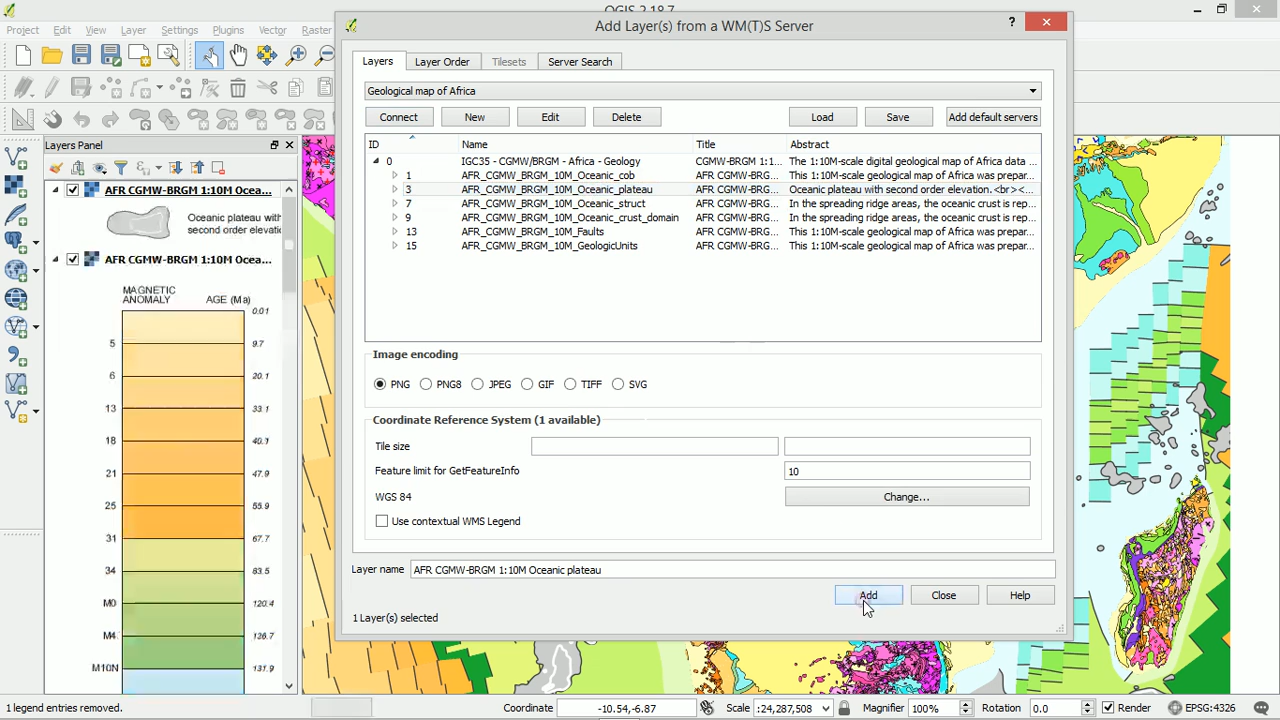 QGIS 2.18.7
Project Edit View Layer Settings Plugins Vector Raster
Add Layer(s) from a WM(T)S Server
?
Layers Layer Order Tilesets Server Search
Geological map of Africa
Connect New Edit Delete Load Save Add default servers
ID Name Title Abstract
0 IGC35 - CGMW/BRGM - Africa - Geology CGMW-BRGM 1:1... The 1:10M-scale digital geological map of Africa data...
1 AFR_CGMW_BRGM_10M_Oceanic_cob AFR CGMW-BRG... This 1:10M-scale geological map of Africa was prepar...
3 AFR_CGMW_BRGM_10M_Oceanic_plateau AFR CGMW-BRG... Oceanic plateau with second order elevation.<br><...
7 AFR_CGMW_BRGM_10M_Oceanic_struct AFR CGMW-BRG... In the spreading ridge areas, the oceanic crust is rep...
9 AFR_CGMW_BRGM_10M_Oceanic_crust_domain AFR CGMW-BRG... In the spreading ridge areas, the oceanic crust is rep...
13 AFR_CGMW_BRGM_10M_Faults AFR CGMW-BRG... This 1:10M-scale geological map of Africa was prepar...
15 AFR_CGMW_BRGM_10M_GeologicUnits AFR CGMW-BRG... This 1:10M-scale geological map of Africa was prepar...
Image encoding
PNG PNG8 JPEG GIF TIFF SVG
Coordinate Reference System (1 available)
Tile size
Feature limit for GetFeatureInfo 10
WGS 84 Change...
Use contextual WMS Legend
Layer name AFR CGMW-BRGM 1:10M Oceanic plateau
Add Close Help
1 Layer(s) selected
Layers Panel
AFR CGMW-BRGM 1:10M Ocea...
Oceanic plateau with
second order elevatio
AFR CGMW-BRGM 1:10M Ocea...
MAGNETIC
ANOMALY AGE (Ma)
0.01
5 9.7
6 20.1
13 33.1
18 40.1
21 47.9
25 55.9
31 67.7
34 83.5
M0 120.4
M4 126.7
M10N 131.9
1 legend entries removed. Coordinate -10.54,-6.87 Scale :24,287,508 Magnifier 100% Rotation 0.0 Render EPSG:4326